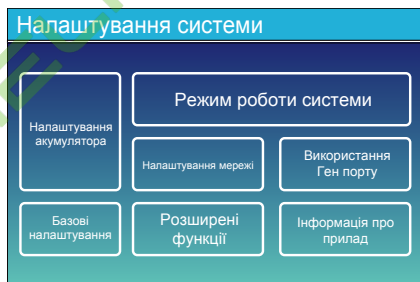 Налаштування системи
Налаштування
акумулятора
Режим роботи системи
Налаштування мережі
Використання
Ген порту
Базові
налаштування
Розширені
функції
Інформація про
прилад